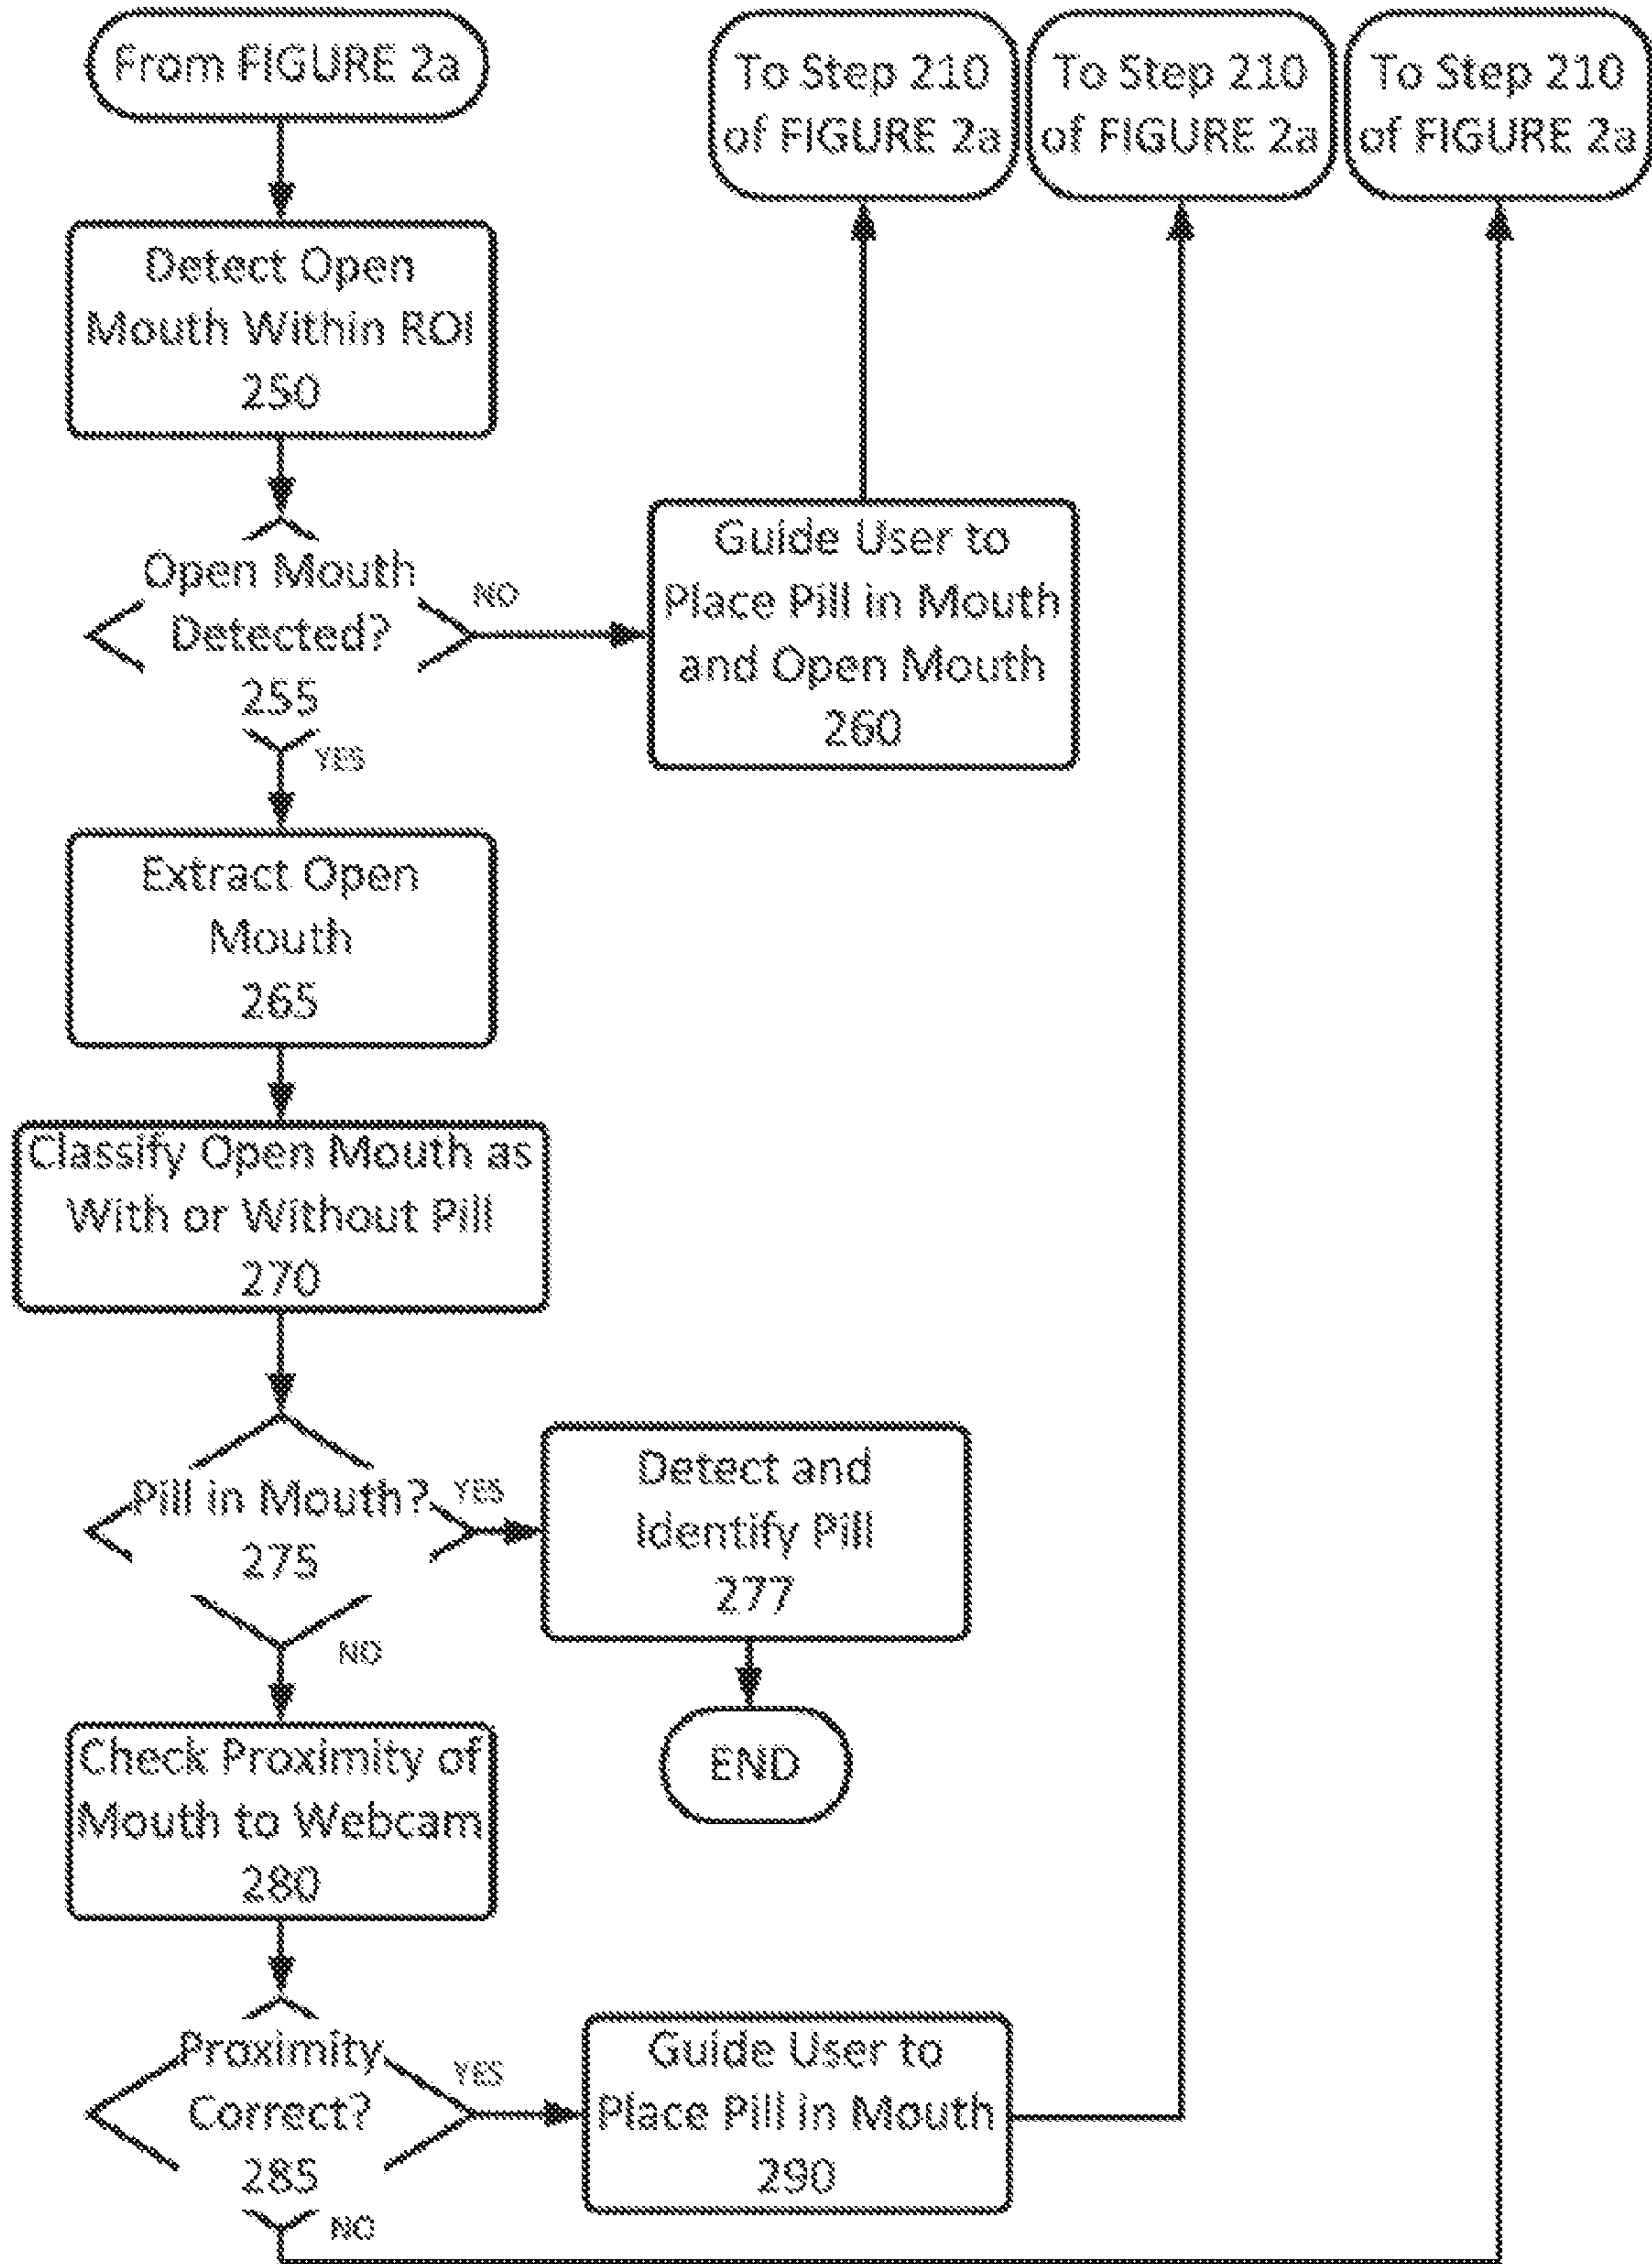 From FIGURE 2a
To Step 210
of FIGURE 2a
To Step 210
of FIGURE 2a
To Step 210
of FIGURE 2a
Detect Open
Mouth Within ROI
250
Open Mouth
Detected?
255
NO
YES
Guide User to
Place Pill in Mouth
and Open Mouth
260
Extract Open
Mouth
265
Classify Open Mouth as
With or Without Pill
270
Pill in Mouth?
275
YES
NO
Detect and
Identify Pill
277
END
Check Proximity of
Mouth to Webcam
280
Proximity
Correct?
285
YES
NO
Guide User to
Place Pill in Mouth
290